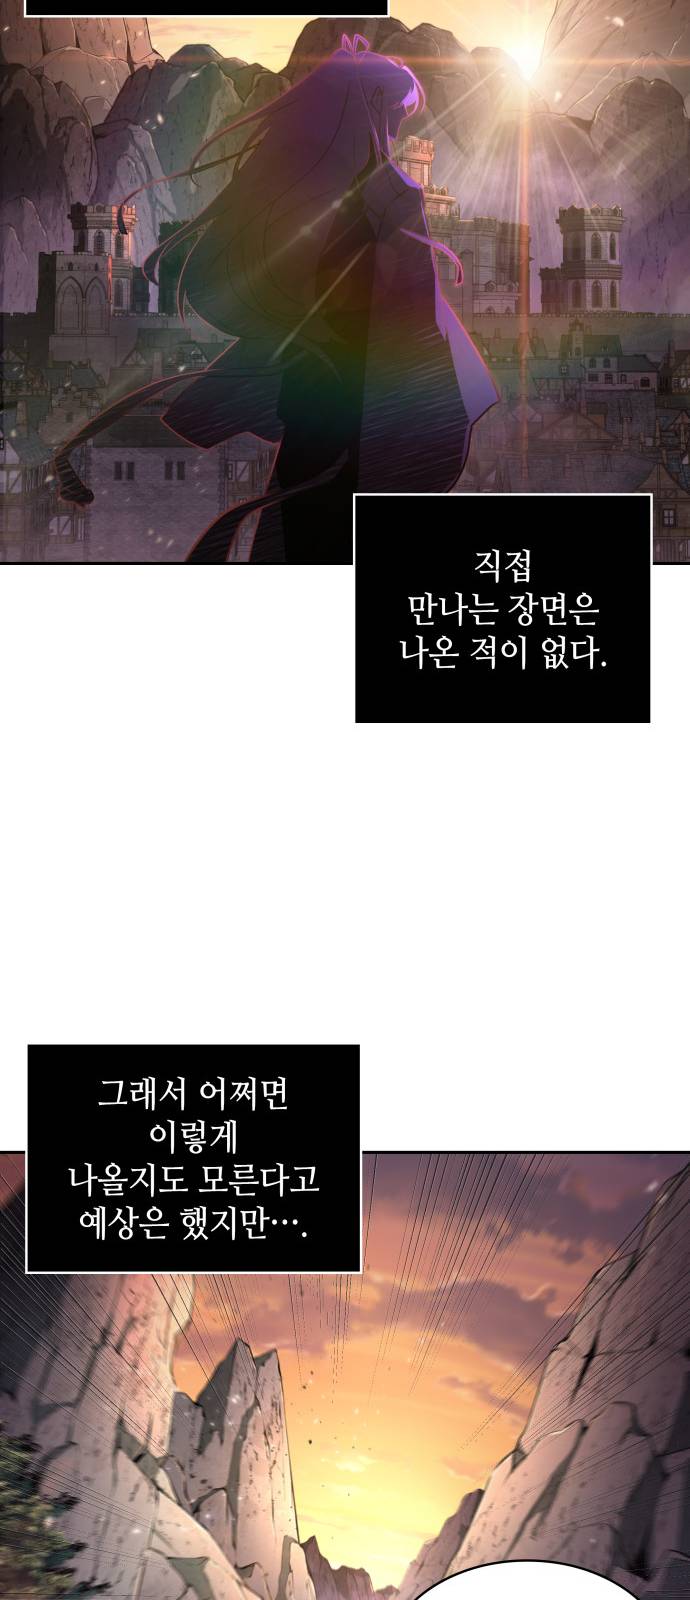 직접
만나는 장면은
나온 적이 없다.
그래서 어쩌면
이렇게
나올지도 모른다고
예상은 했지만….